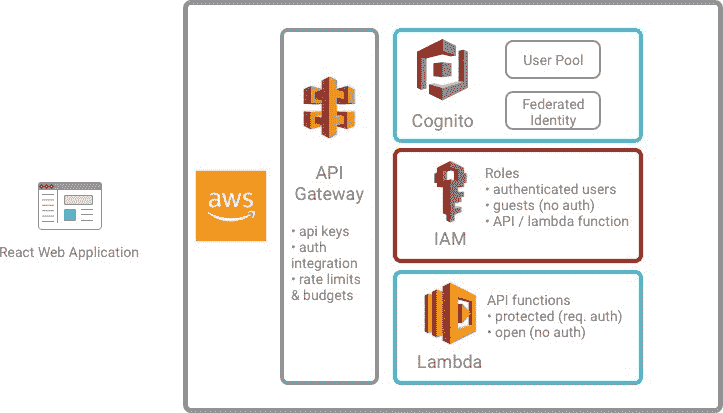 React Web Application
aws
API
Gateway
• api keys
• auth
integration
• rate limits
& budgets
Cognito
User Pool
Federated
Identity
IAM
Roles
• authenticated users
• guests (no auth)
• API / lambda function
Lambda
API functions
• protected (req. auth)
• open (no auth)